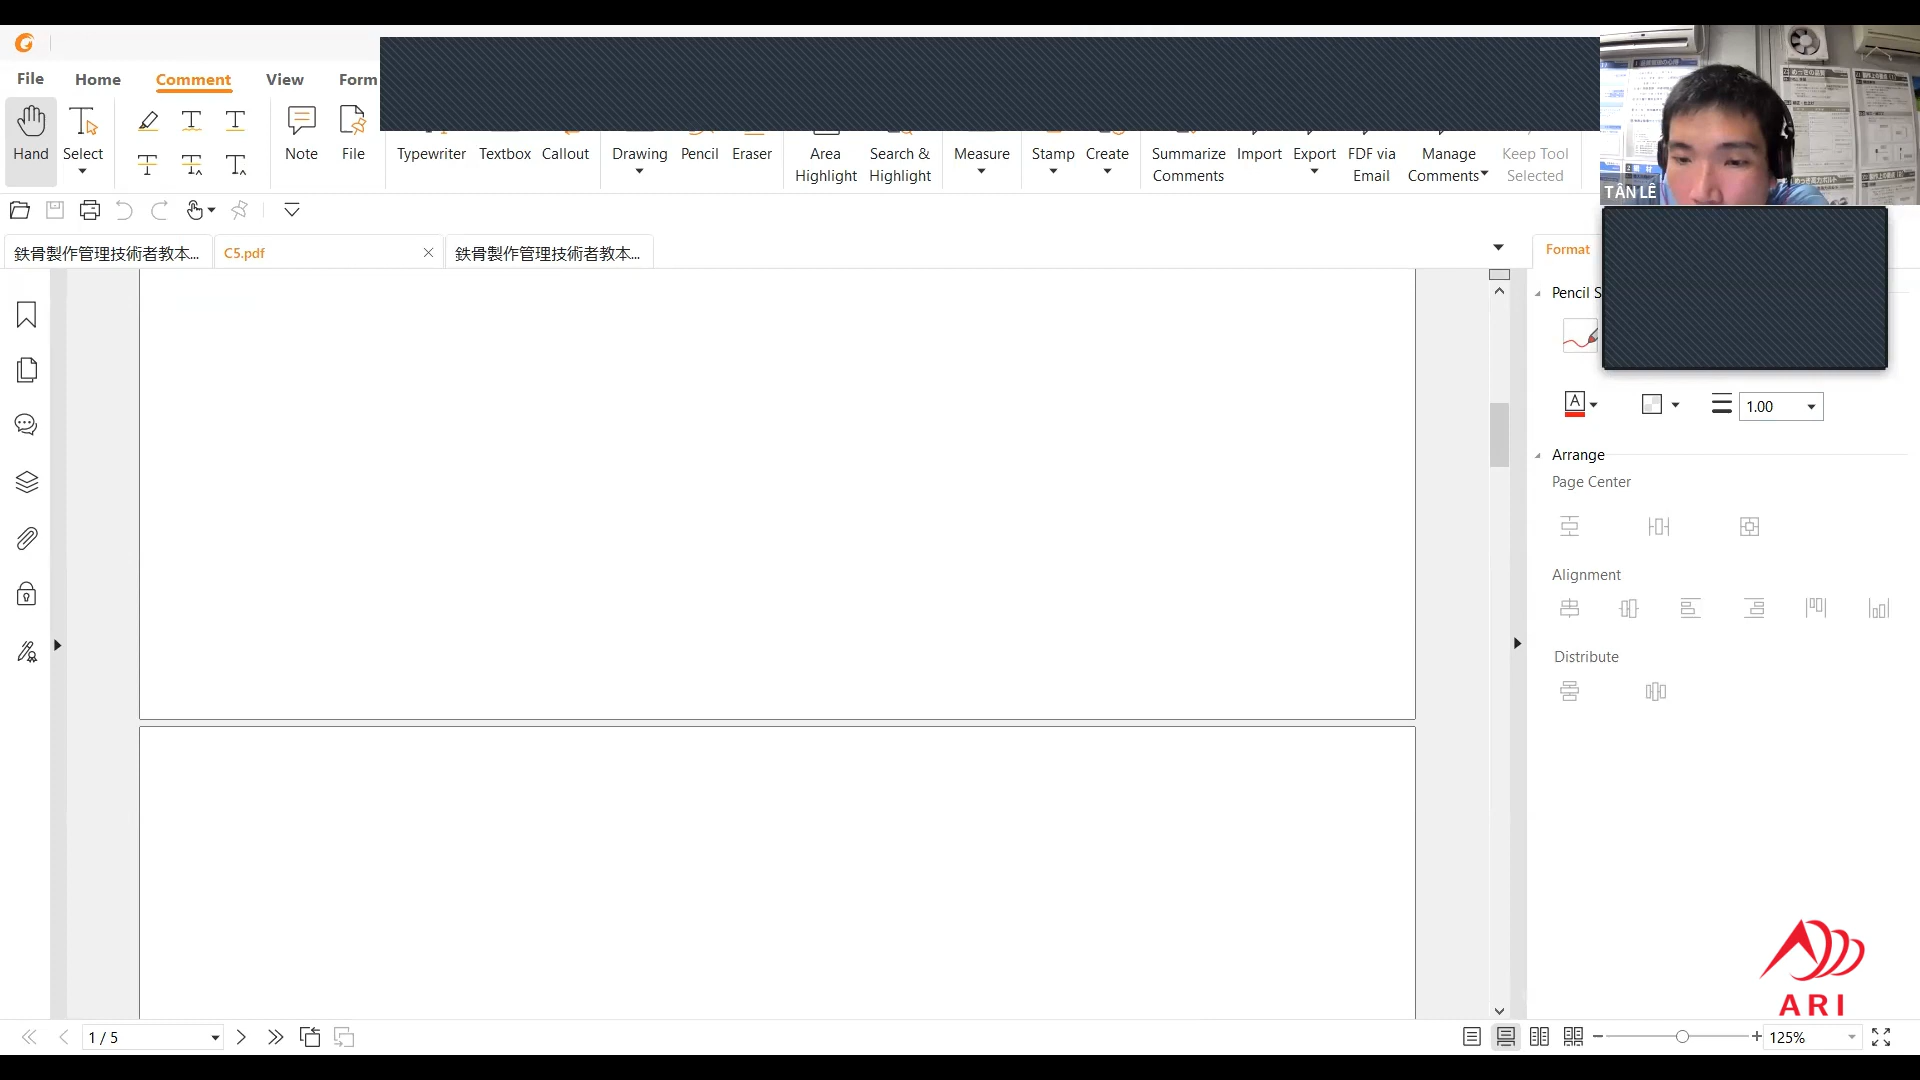 File Home Comment View Form
Hand Select Note File Typewriter Textbox Callout Drawing Pencil Eraser Area Highlight Search & Highlight Measure Stamp Create Summarize Comments Import Export FDF via Email Manage Comments Keep Tool Selected
TÂN LÊ
鉄骨製作管理技術者教本... C5.pdf 鉄骨製作管理技術者教本...
Format
Pencil S
1.00
Arrange
Page Center
Alignment
Distribute
ARI
1 / 5
125%